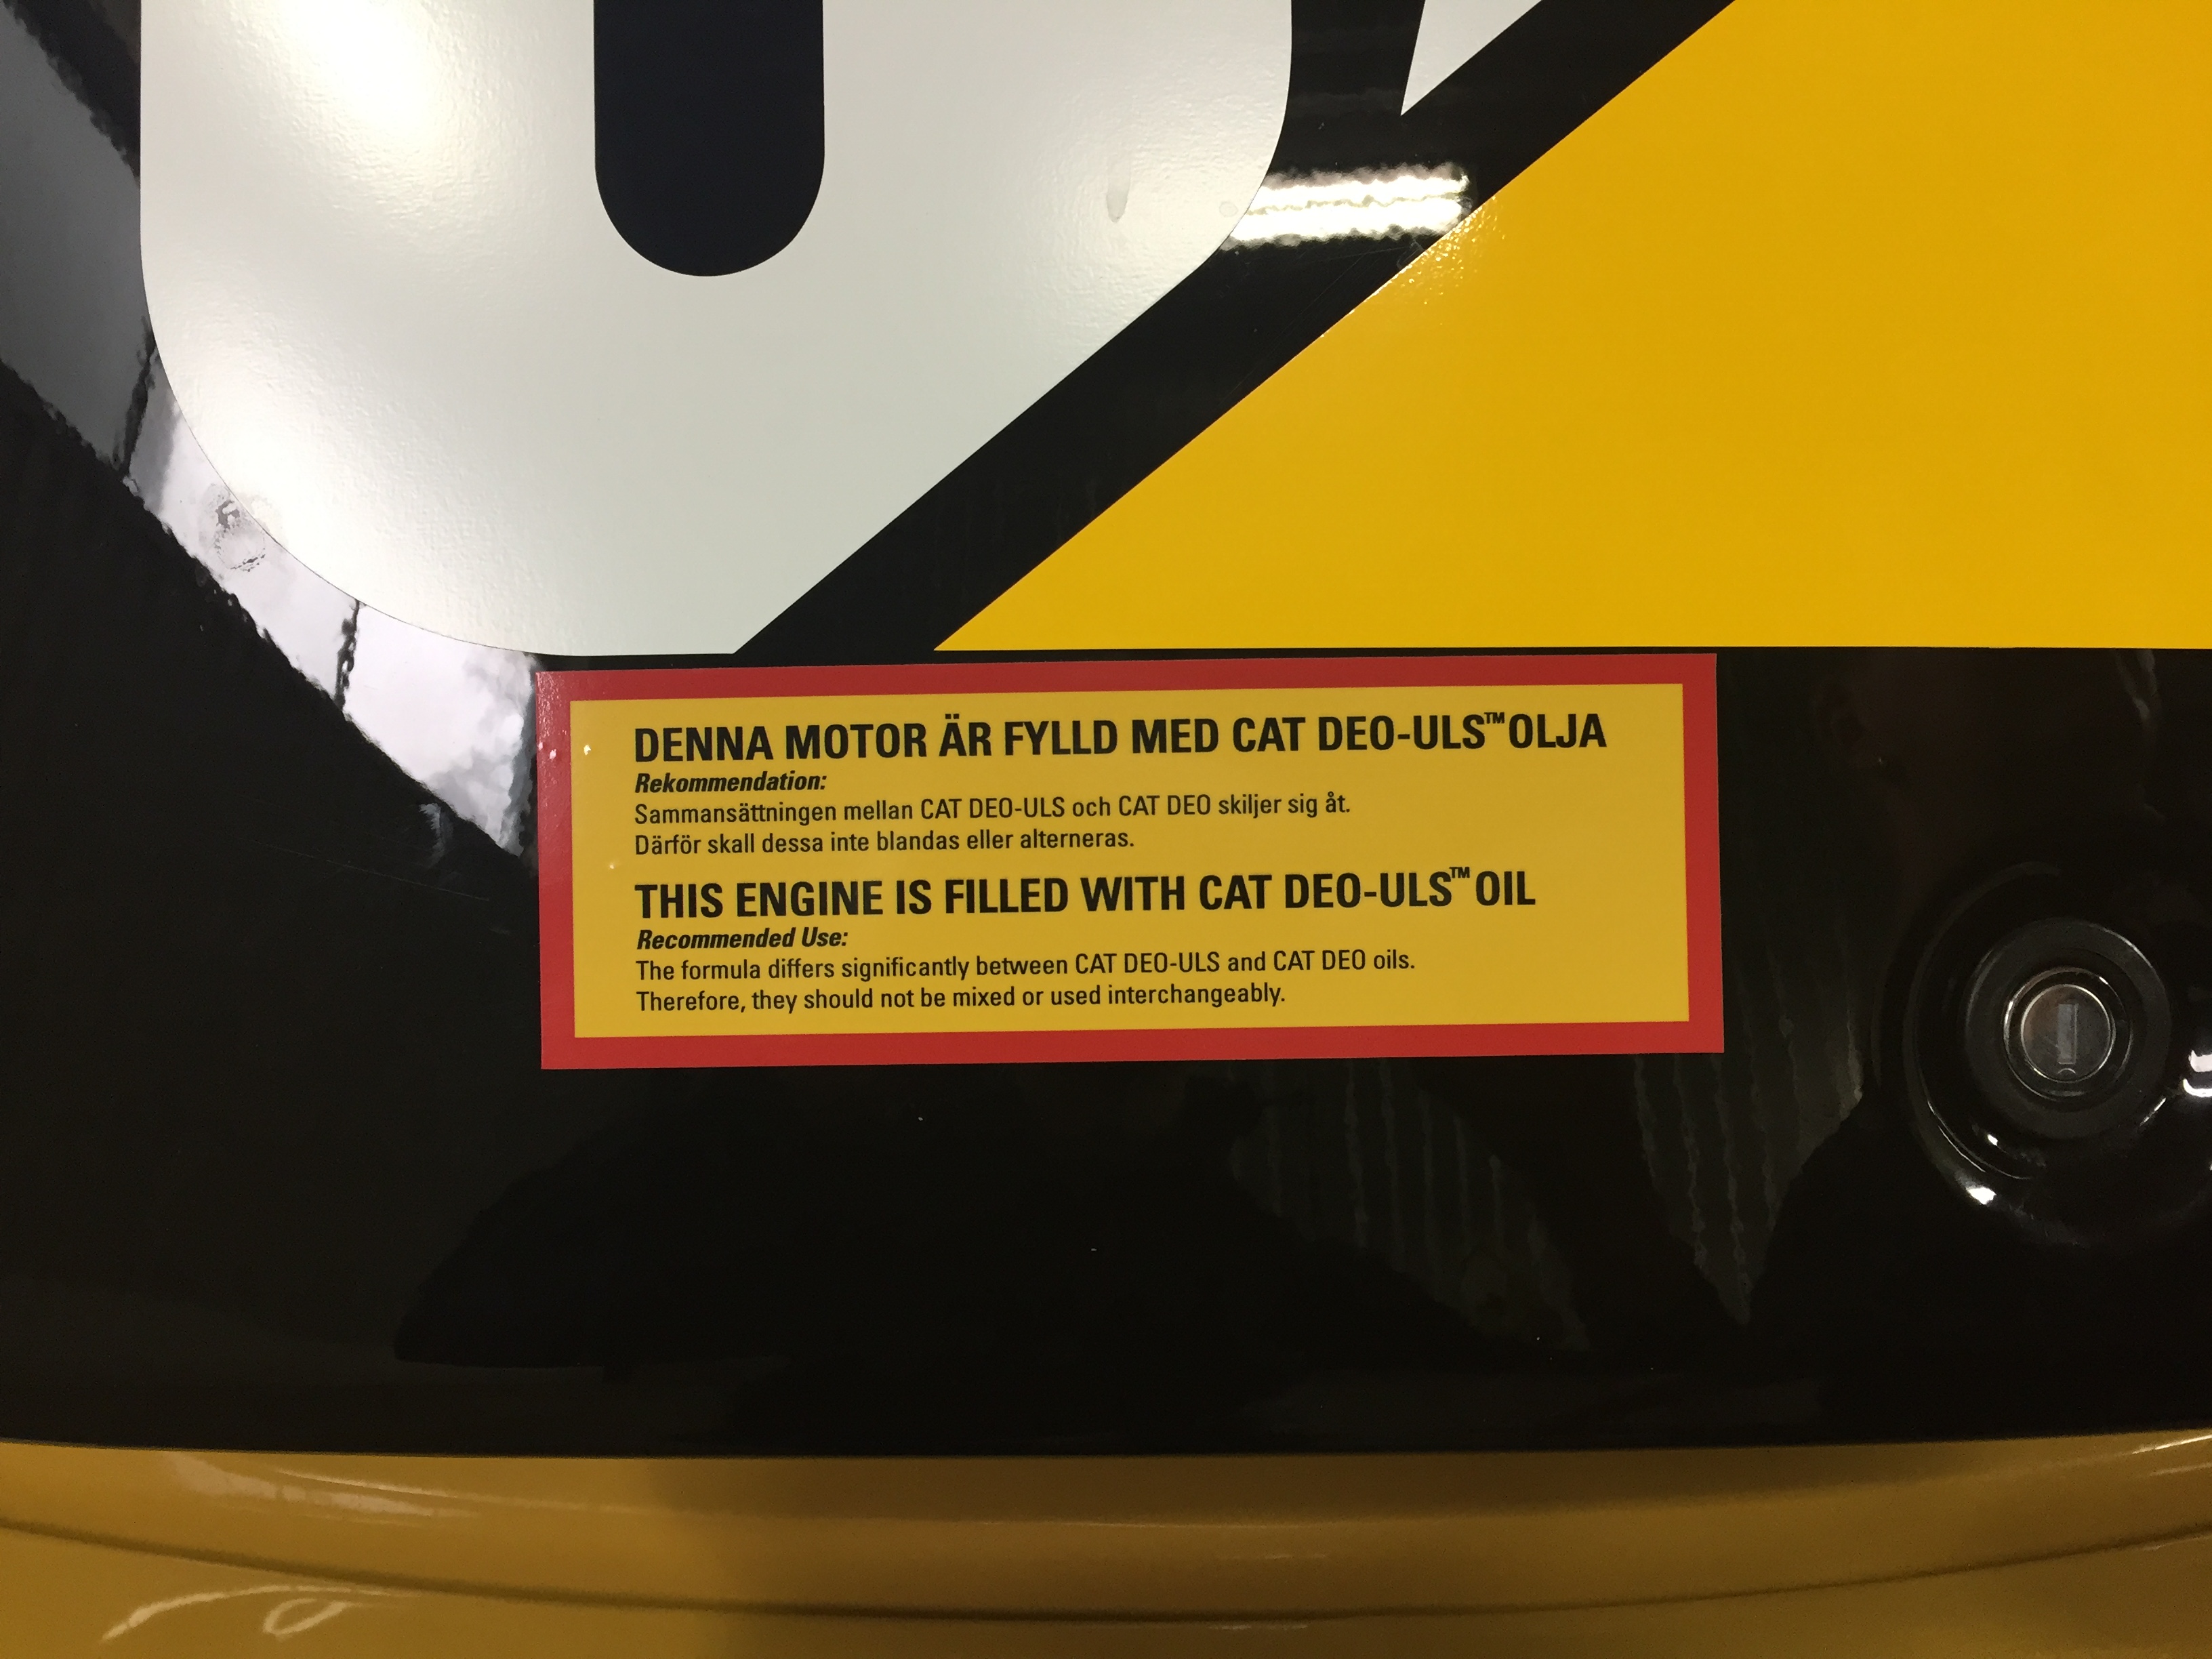 DENNA MOTOR ÄR FYLLD MED CAT DEO-ULS™ OLJA
Rekommendation:
Sammansättningen mellan CAT DEO-ULS och CAT DEO skiljer sig åt.
Därför skall dessa inte blandas eller alterneras.
THIS ENGINE IS FILLED WITH CAT DEO-ULS™ OIL
Recommended Use:
The formula differs significantly between CAT DEO-ULS and CAT DEO oils.
Therefore, they should not be mixed or used interchangeably.